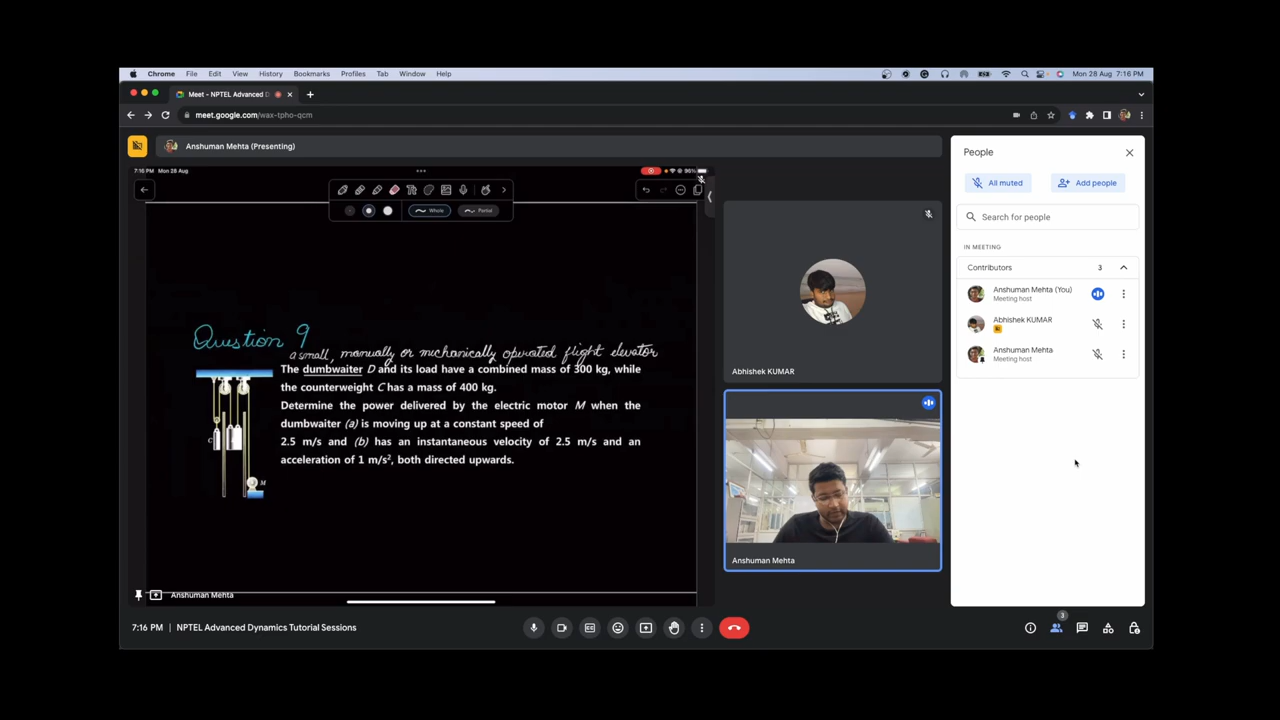 Chrome File Edit View History Bookmarks Profiles Tab Window Help
Mon 28 Aug 7:16 PM
Meet - NPTEL Advanced D
meet.google.com/wax-tpho-qcm
Anshuman Mehta (Presenting)
7:16 PM Mon 28 Aug
96%
Whole
Partial
Question 9
a small, manually or mechanically operated flight elevator
The dumbwaiter D and its load have a combined mass of 300 kg, while
the counterweight C has a mass of 400 kg.
Determine the power delivered by the electric motor M when the
dumbwaiter (a) is moving up at a constant speed of
2.5 m/s and (b) has an instantaneous velocity of 2.5 m/s and an
acceleration of 1 m/s², both directed upwards.
C
M
Anshuman Mehta
Abhishek KUMAR
Anshuman Mehta
People
All muted
Add people
Search for people
IN MEETING
Contributors 3
Anshuman Mehta (You)
Meeting host
Abhishek KUMAR
Anshuman Mehta
Meeting host
7:16 PM | NPTEL Advanced Dynamics Tutorial Sessions
3